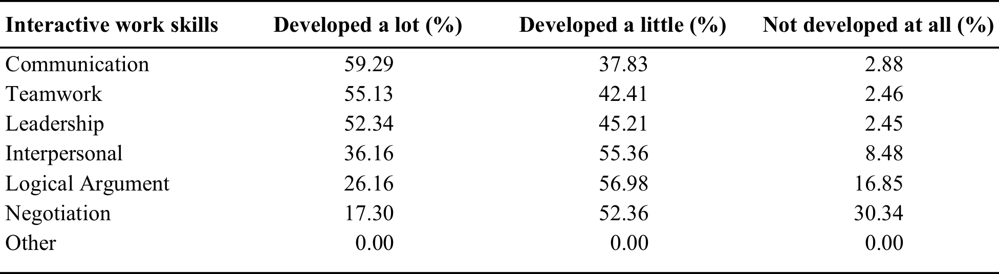 Interactive work skills Developed a lot (%) Developed a little (%) Not developed at all (%)
Communication 59.29 37.83 2.88
Teamwork 55.13 42.41 2.46
Leadership 52.34 45.21 2.45
Interpersonal 36.16 55.36 8.48
Logical Argument 26.16 56.98 16.85
Negotiation 17.30 52.36 30.34
Other 0.00 0.00 0.00